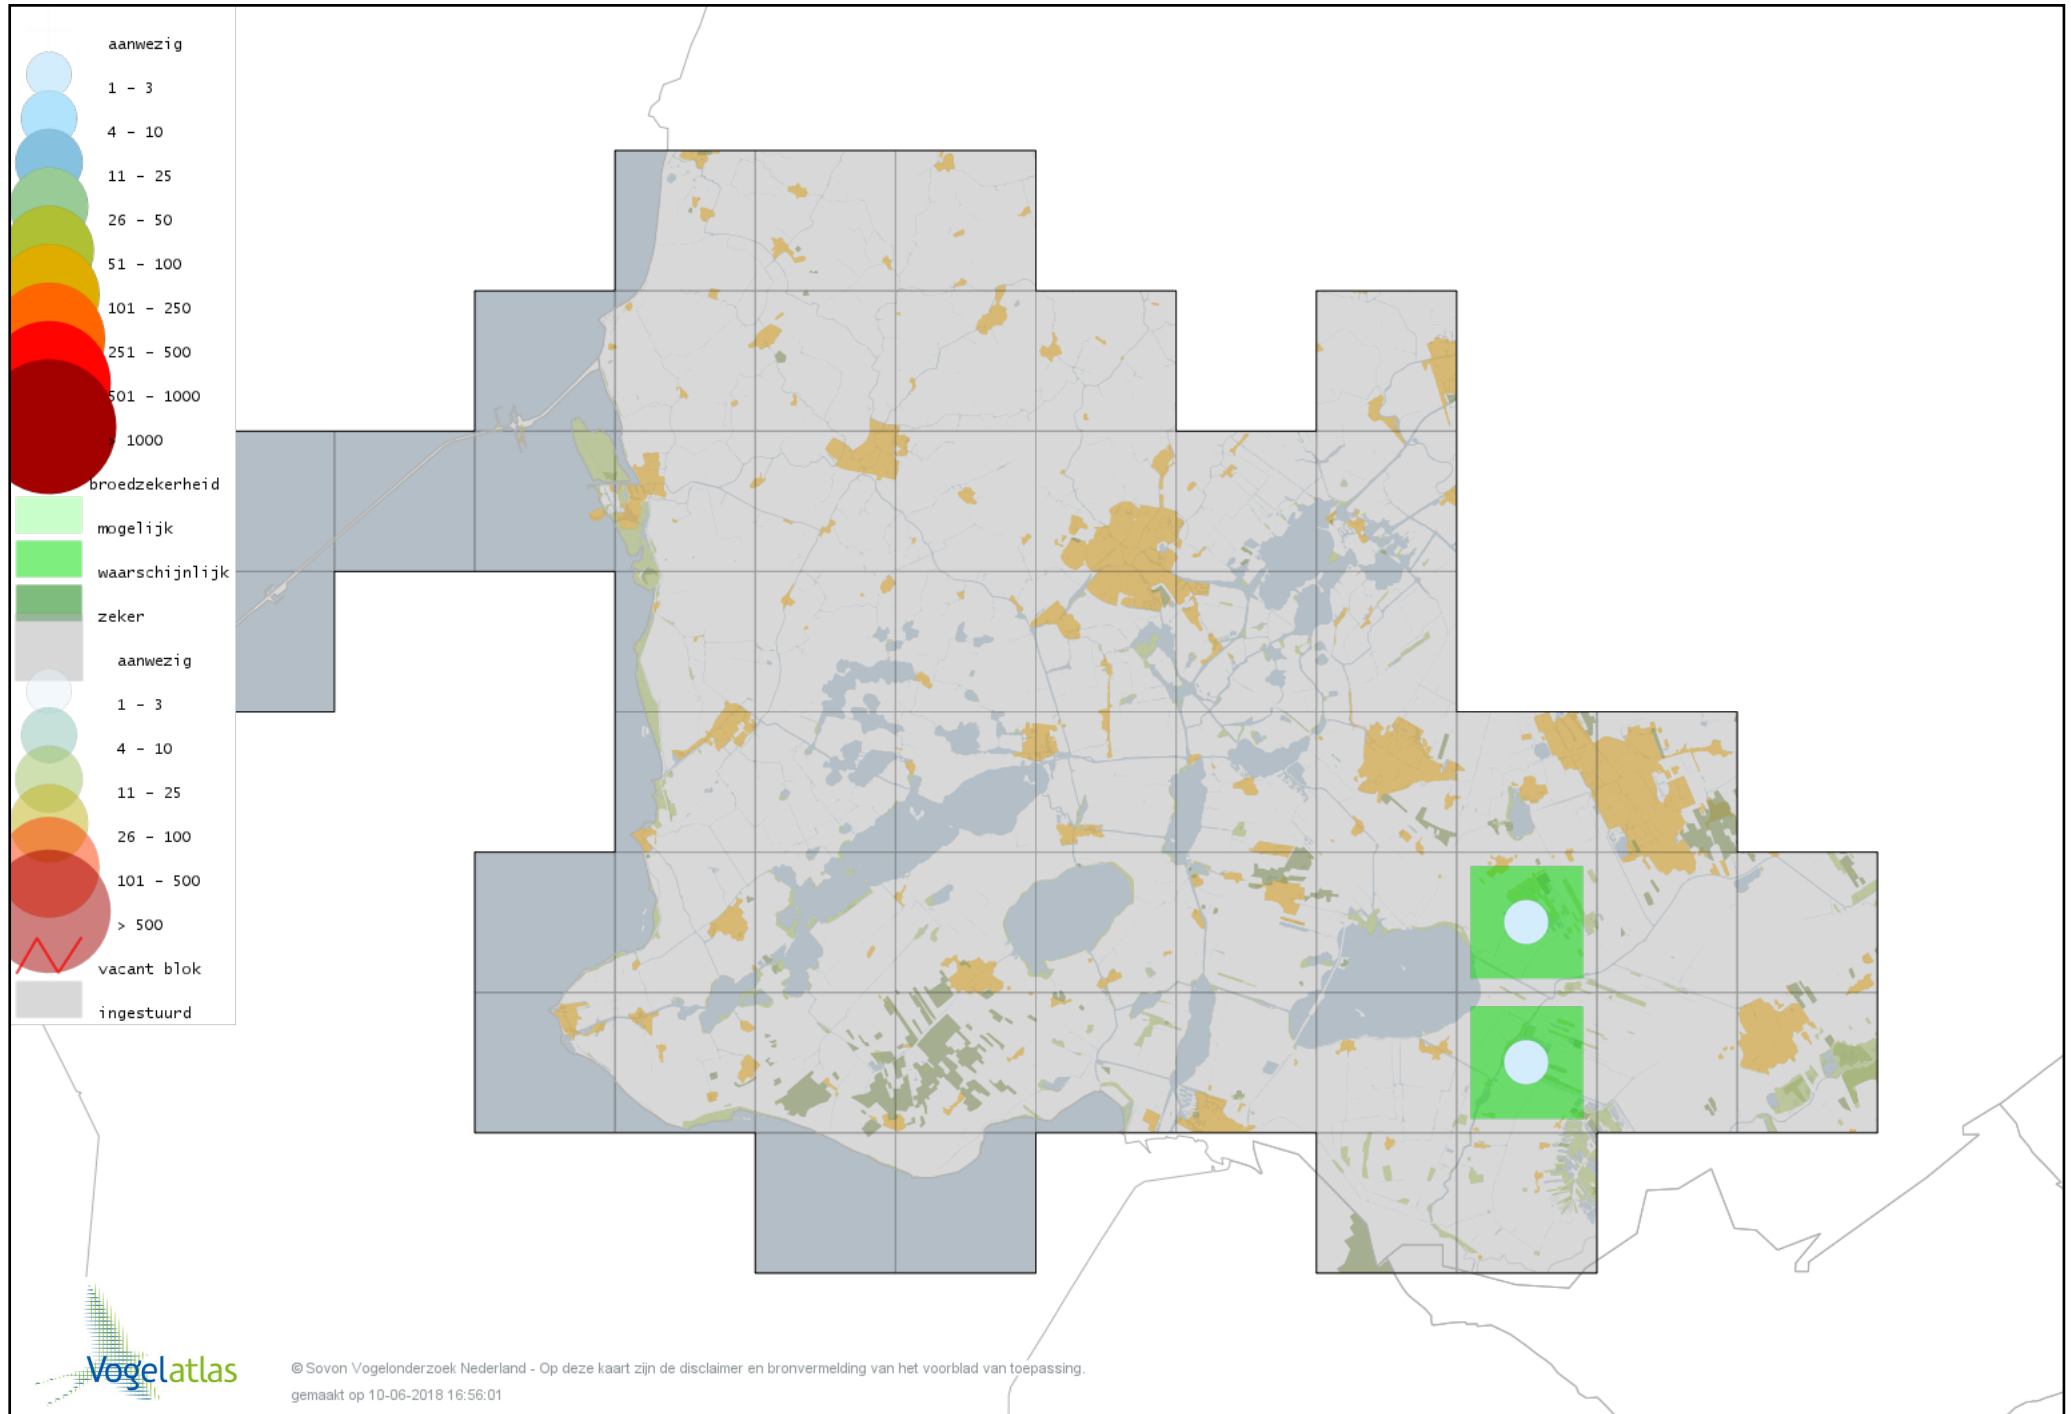 aanwezig
1 - 3
4 - 10
11 - 25
26 - 50
51 - 100
101 - 250
251 - 500
501 - 1000
> 1000
broedzekerheid
mogelijk
waarschijnlijk
zeker
aanwezig
1 - 3
4 - 10
11 - 25
26 - 100
101 - 500
> 500
vacant blok
ingestuurd
Vogelatlas
© Sovon Vogelonderzoek Nederland - Op deze kaart zijn de disclaimer en bronvermelding van het voorblad van toepassing.
gemaakt op 10-06-2018 16:56:01